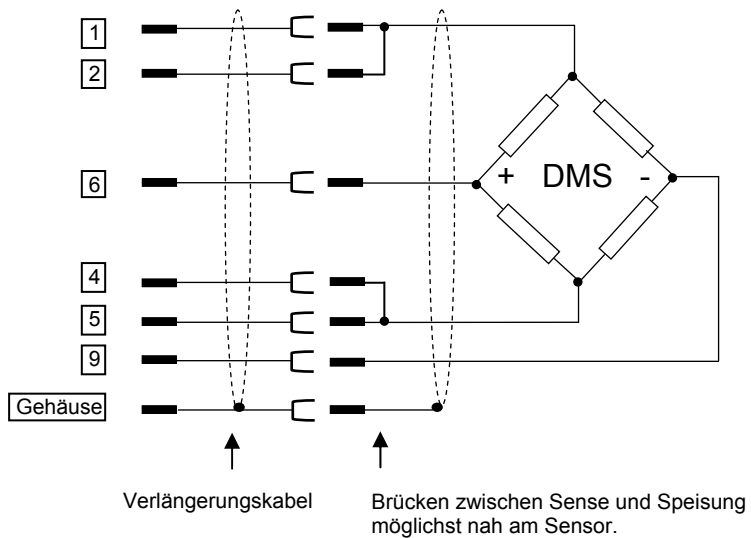 1
2
6
+ DMS -
4
5
9
Gehäuse
Verlängerungskabel
Brücken zwischen Sense und Speisung
möglichst nah am Sensor.